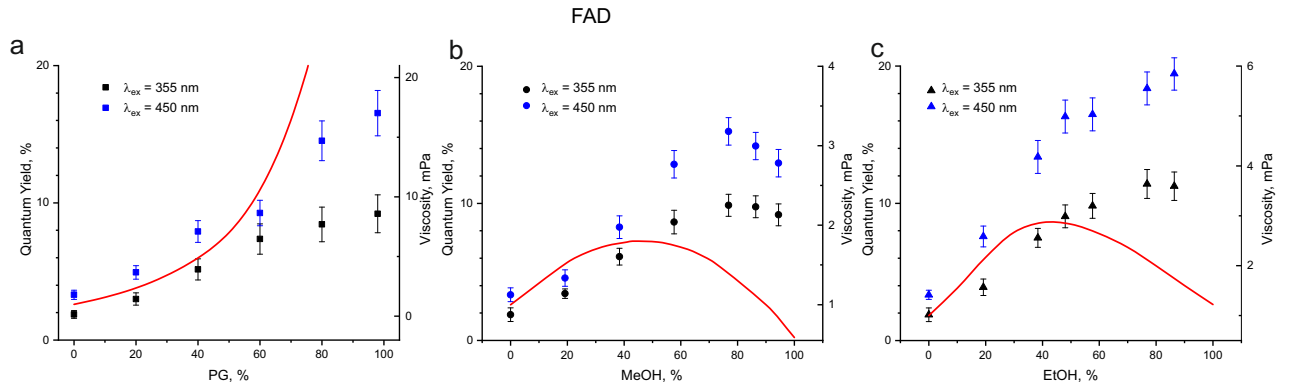 FAD
a
λex = 355 nm
λex = 450 nm
Quantum Yield, %
20
10
0
Viscosity, mPa
20
10
0
0 20 40 60 80 100
PG, %
b
λex = 355 nm
λex = 450 nm
Quantum Yield, %
20
10
0
Viscosity, mPa
4
3
2
1
0 20 40 60 80 100
MeOH, %
c
λex = 355 nm
λex = 450 nm
Quantum Yield, %
20
10
0
Viscosity, mPa
6
4
2
0 20 40 60 80 100
EtOH, %